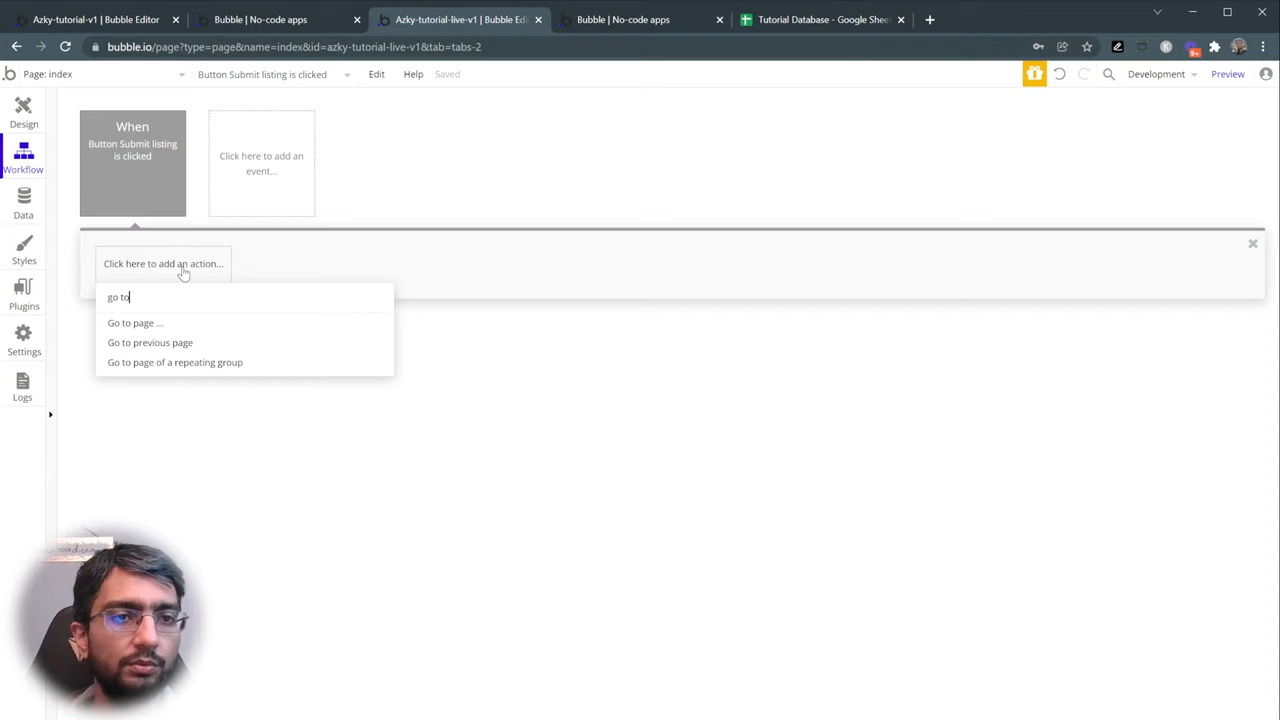 Azky-tutorial-v1 | Bubble Editor
Bubble | No-code apps
Azky-tutorial-live-v1 | Bubble Edi
Bubble | No-code apps
Tutorial Database - Google Shee
bubble.io/page?type=page&name=index&id=azky-tutorial-live-v1&tab=tabs-2
9+
Page: index
Button Submit listing is clicked
Edit
Help
Saved
Development
Preview
Design
Workflow
Data
Styles
Plugins
Settings
Logs
When
Button Submit listing
is clicked
Click here to add an
event...
Click here to add an action...
go to
Go to page ...
Go to previous page
Go to page of a repeating group